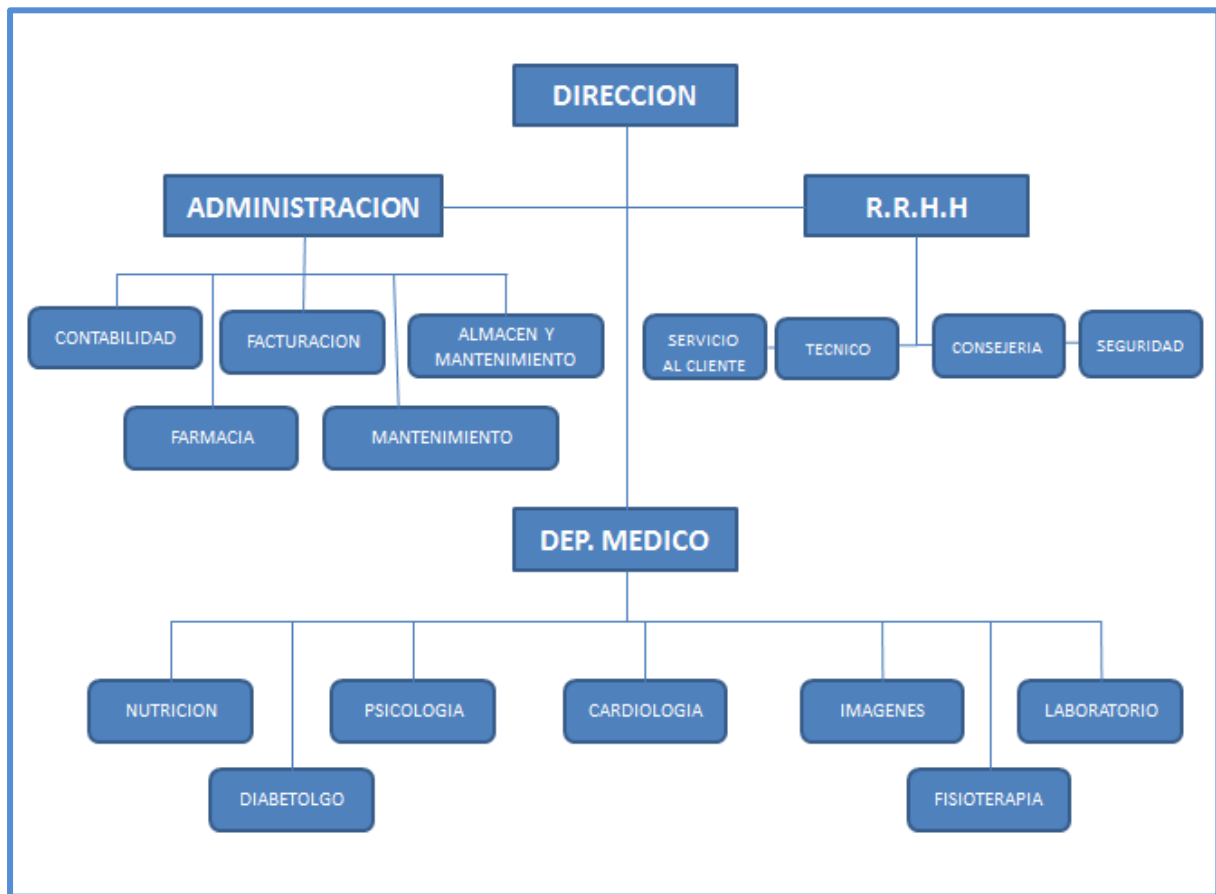 DIRECCION
ADMINISTRACION
R.R.H.H
CONTABILIDAD
FACTURACION
ALMACEN Y
MANTENIMIENTO
SERVICIO
AL CLIENTE
TECNICO
CONSEJERIA
SEGURIDAD
FARMACIA
MANTENIMIENTO
DEP. MEDICO
NUTRICION
PSICOLOGIA
CARDIOLOGIA
IMAGENES
LABORATORIO
DIABETOLGO
FISIOTERAPIA